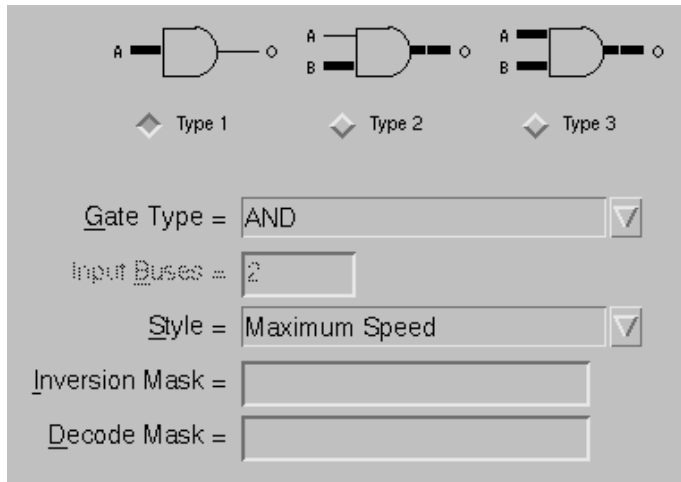 A O A B O A B O
Type 1 Type 2 Type 3
Gate Type = AND
Input Buses = 2
Style = Maximum Speed
Inversion Mask =
Decode Mask =